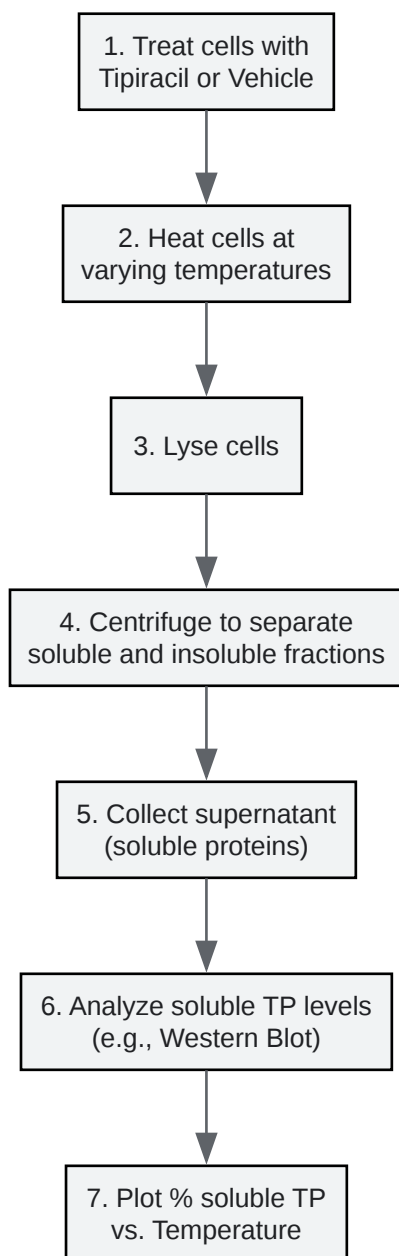 1. Treat cells with
Tipiracil or Vehicle
2. Heat cells at
varying temperatures
3. Lyse cells
4. Centrifuge to separate
soluble and insoluble fractions
5. Collect supernatant
(soluble proteins)
6. Analyze soluble TP levels
(e.g., Western Blot)
7. Plot % soluble TP
vs. Temperature